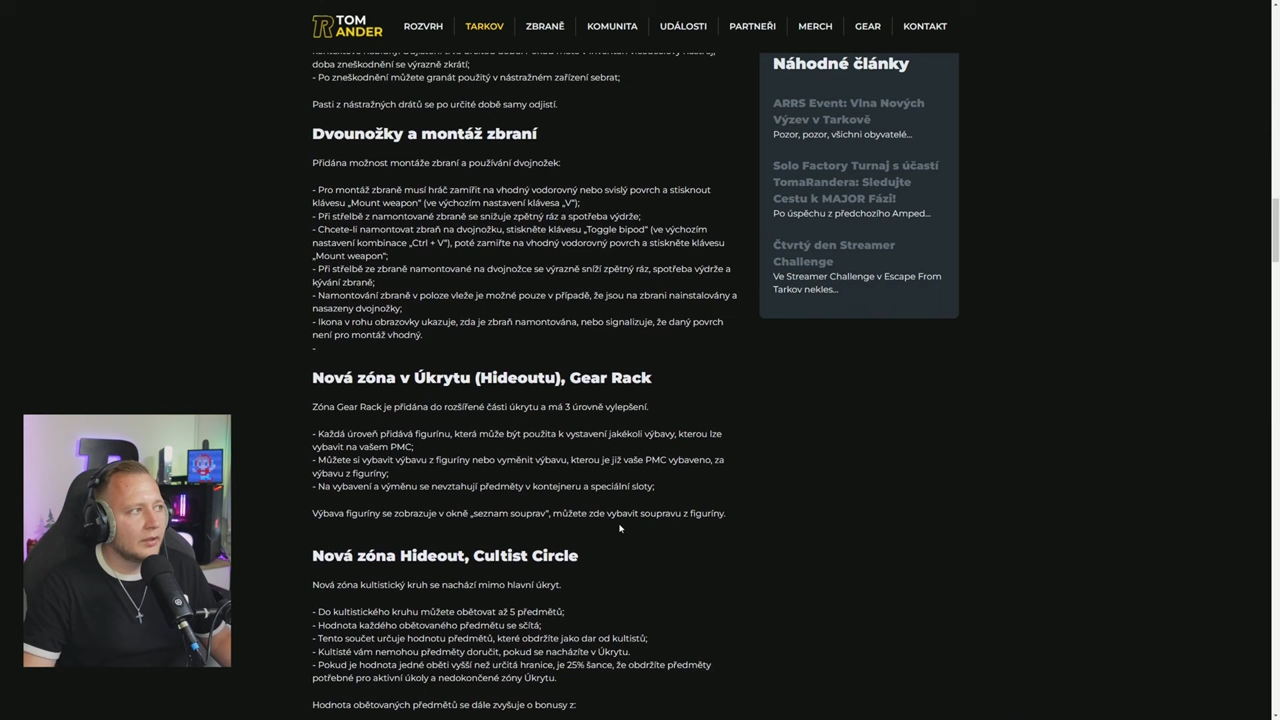 TOM
ANDER
ROZVRH
TARKOV
ZBRANĚ
KOMUNITA
UDÁLOSTI
PARTNEŘI
MERCH
GEAR
KONTAKT
doba zneškodnění se výrazně zkrátí;
- Po zneškodnění můžete granát použitý v nástražném zařízení sebrat;
Pasti z nástražných drátů se po určité době samy odjistí.
Dvounožky a montáž zbraní
Přidána možnost montáže zbraní a používání dvojnožek:
- Pro montáž zbraně musí hráč zamířit na vhodný vodorovný nebo svislý povrch a stisknout
klávesu „Mount weapon“ (ve výchozím nastavení klávesa „V“);
- Při střelbě z namontované zbraně se snižuje zpětný ráz a spotřeba výdrže;
- Chcete-li namontovat zbraň na dvojnožku, stiskněte klávesu „Toggle bipod“ (ve výchozím
nastavení kombinace „Ctrl + V“), poté zamiřte na vhodný vodorovný povrch a stiskněte klávesu
„Mount weapon“;
- Při střelbě ze zbraně namontované na dvojnožce se výrazně sníží zpětný ráz, spotřeba výdrže a
kývání zbraně;
- Namontování zbraně v poloze vleže je možné pouze v případě, že jsou na zbrani nainstalovány a
nasazeny dvojnožky;
- Ikona v rohu obrazovky ukazuje, zda je zbraň namontována, nebo signalizuje, že daný povrch
není pro montáž vhodný.
-
Nová zóna v Úkrytu (Hideoutu), Gear Rack
Zóna Gear Rack je přidána do rozšířené části úkrytu a má 3 úrovně vylepšení.
- Každá úroveň přidává figurínu, která může být použita k vystavení jakékoli výbavy, kterou lze
vybavit na vašem PMC;
- Můžete si vybavit výbavu z figuríny nebo vyměnit výbavu, kterou je již vaše PMC vybaveno, za
výbavu z figuríny;
- Na vybavení a výměnu se nevztahují předměty v kontejneru a speciální sloty;
Výbava figuríny se zobrazuje v okně „seznam souprav“, můžete zde vybavit soupravu z figuríny.
Nová zóna Hideout, Cultist Circle
Nová zóna kultistický kruh se nachází mimo hlavní úkryt.
- Do kultistického kruhu můžete obětovat až 5 předmětů;
- Hodnota každého obětovaného předmětu se sčítá;
- Tento součet určuje hodnotu předmětů, které obdržíte jako dar od kultistů;
- Kultisté vám nemohou předměty doručit, pokud se nacházíte v Úkrytu.
- Pokud je hodnota jedné oběti vyšší než určitá hranice, je 25% šance, že obdržíte předměty
potřebné pro aktivní úkoly a nedokončené zóny Úkrytu.
Hodnota obětovaných předmětů se dále zvyšuje o bonusy z:
Náhodné články
ARRS Event: Vlna Nových
Výzev v Tarkově
Pozor, pozor, všichni obyvatelé...
Solo Factory Turnaj s účastí
TomaRandera: Sledujte
Cestu k MAJOR Fázi!
Po úspěchu z předchozího Amped...
Čtvrtý den Streamer
Challenge
Ve Streamer Challenge v Escape From
Tarkov nekles...